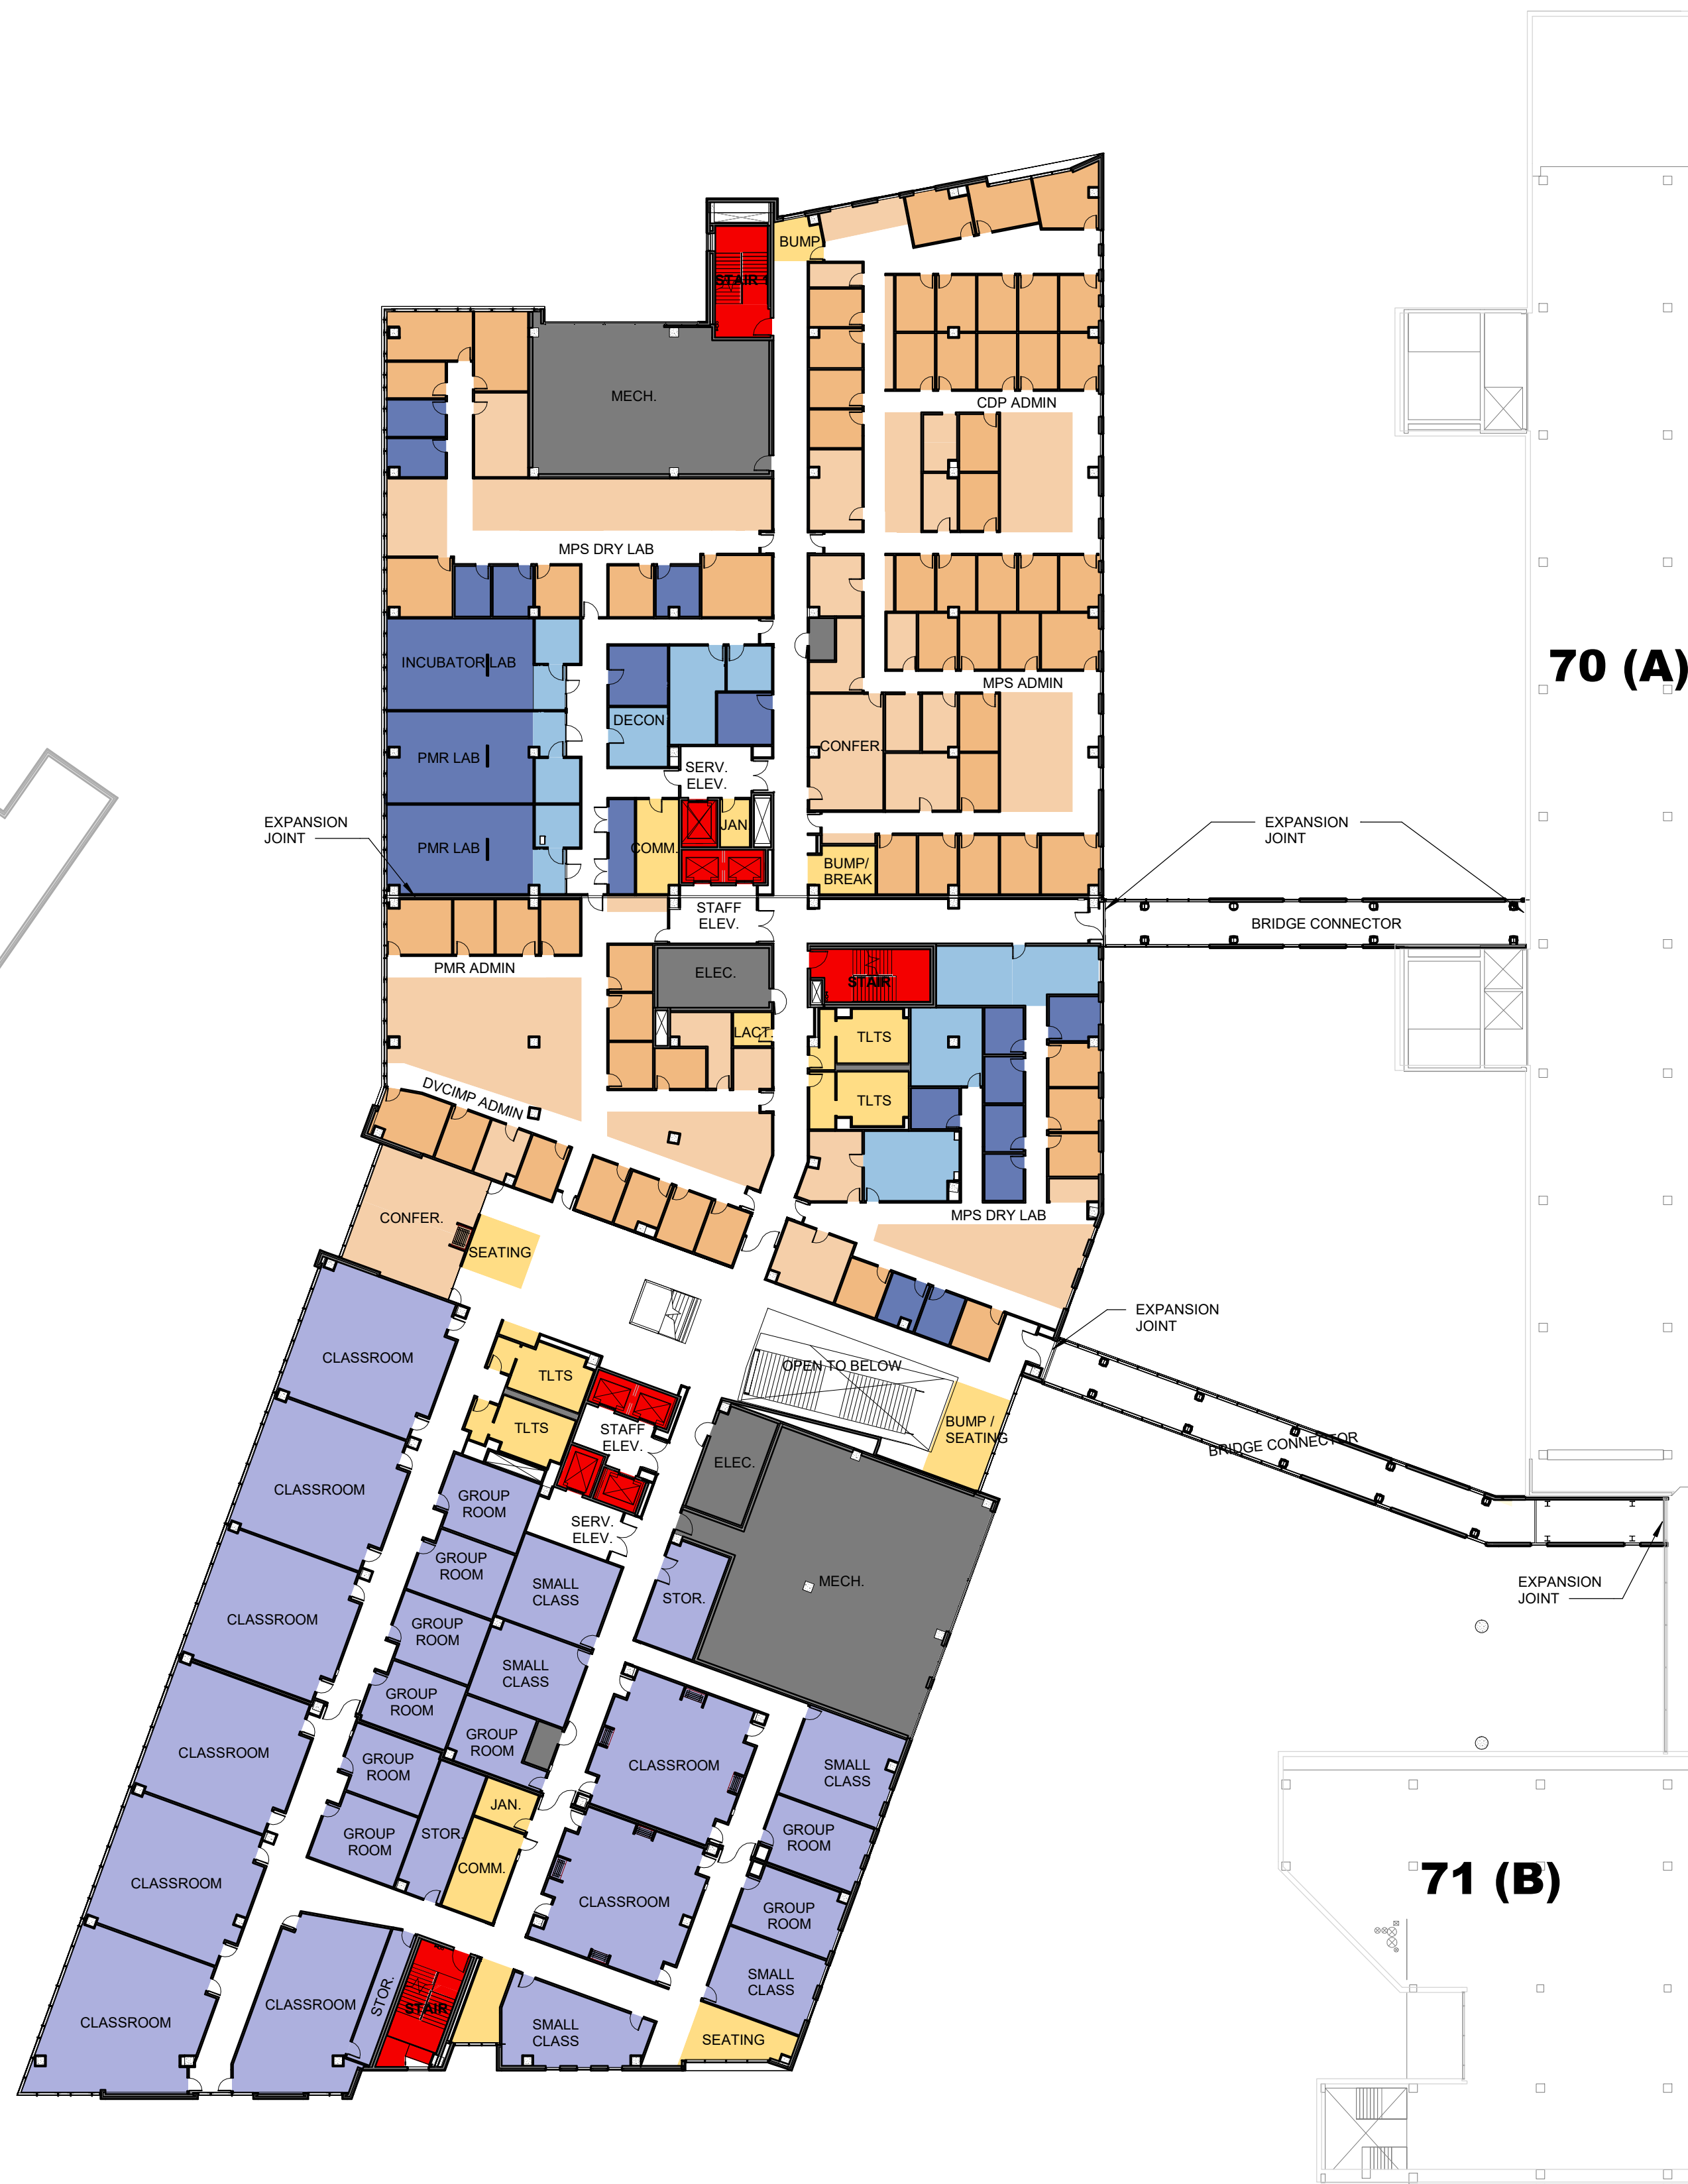 BUMP
STAIR 1
MECH.
CDP ADMIN
MPS DRY LAB
INCUBATOR LAB
70 (A)
MPS ADMIN
DECON
CONFER.
PMR LAB
SERV.
ELEV.
EXPANSION
JOINT
JAN
EXPANSION
JOINT
PMR LAB
COMM.
BUMP/
BREAK
STAFF
ELEV.
BRIDGE CONNECTOR
PMR ADMIN
ELEC.
STAIR
LACT.
TLTS
DVCIMP ADMIN
TLTS
CONFER.
MPS DRY LAB
SEATING
EXPANSION
JOINT
CLASSROOM
OPEN TO BELOW
TLTS
TLTS
STAFF
ELEV.
BUMP /
SEATING
BRIDGE CONNECTOR
ELEC.
CLASSROOM
GROUP
ROOM
SERV.
ELEV.
GROUP
ROOM
SMALL
CLASS
MECH.
EXPANSION
JOINT
STOR.
CLASSROOM
GROUP
ROOM
SMALL
CLASS
GROUP
ROOM
GROUP
ROOM
CLASSROOM
GROUP
ROOM
CLASSROOM
SMALL
CLASS
JAN.
GROUP
ROOM
STOR.
GROUP
ROOM
COMM.
CLASSROOM
71 (B)
CLASSROOM
GROUP
ROOM
SMALL
CLASS
CLASSROOM
STOR.
STAIR
CLASSROOM
SMALL
CLASS
SEATING